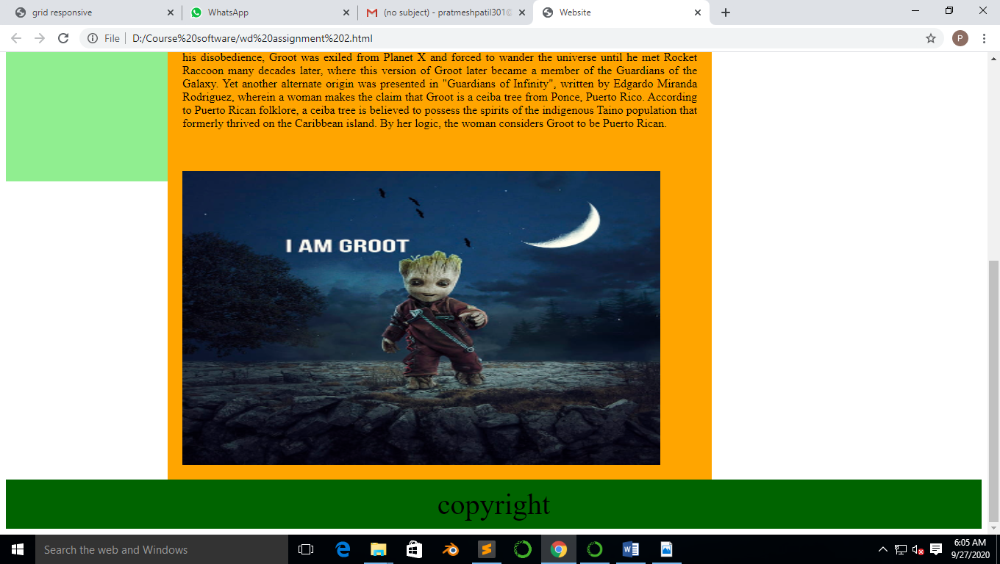 grid responsive
WhatsApp
(no subject) - pratmeshpatil301@
Website
File
D:/Course%20software/wd%20assignment%202.html
P
his disobedience, Groot was exiled from Planet X and forced to wander the universe until he met Rocket
Raccoon many decades later, where this version of Groot later became a member of the Guardians of the
Galaxy. Yet another alternate origin was presented in "Guardians of Infinity", written by Edgardo Miranda
Rodriguez, wherein a woman makes the claim that Groot is a ceiba tree from Ponce, Puerto Rico. According
to Puerto Rican folklore, a ceiba tree is believed to possess the spirits of the indigenous Taino population that
formerly thrived on the Caribbean island. By her logic, the woman considers Groot to be Puerto Rican.
I AM GROOT
copyright
Search the web and Windows
6:05 AM
9/27/2020